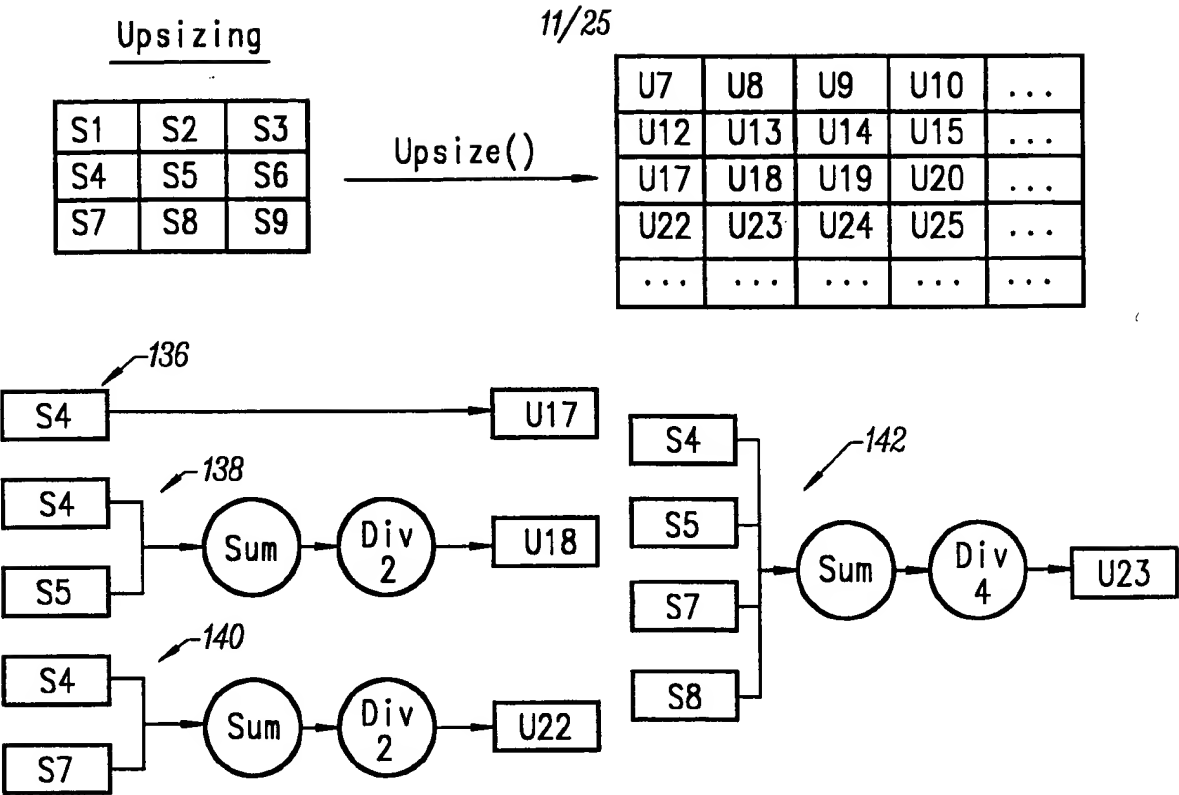 11/25
Upsizing
S1 S2 S3
S4 S5 S6
S7 S8 S9
Upsize()
U7 U8 U9 U10 ...
U12 U13 U14 U15 ...
U17 U18 U19 U20 ...
U22 U23 U24 U25 ...
... ... ... ... ...
136
S4 U17
138
S4
S5
Sum
Div
2
U18
140
S4
S7
Sum
Div
2
U22
142
S4
S5
S7
S8
Sum
Div
4
U23